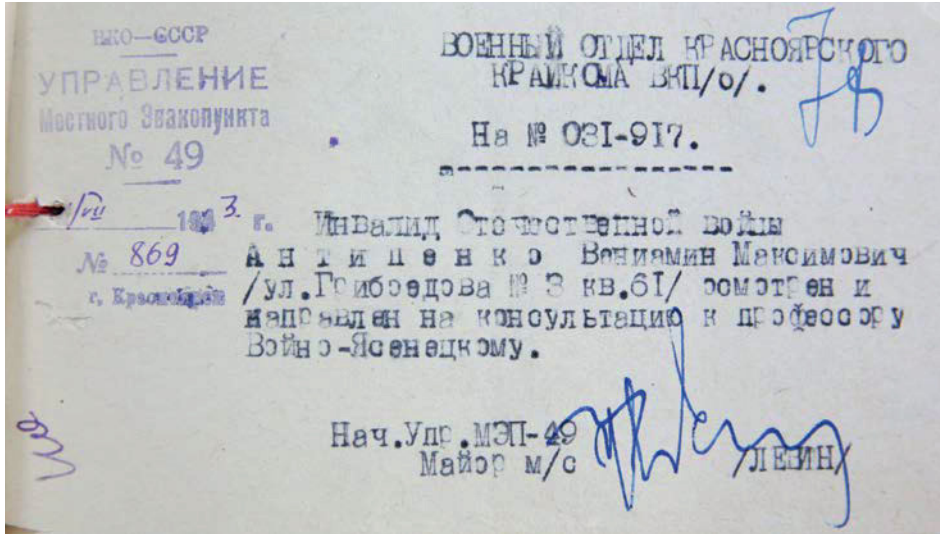 НКО—СССР
УПРАВЛЕНИЕ
Местного Эвакопункта
№ 49
/VII 1943 г.
№ 869
г. Красноярск
ВОЕННЫЙ ОТДЕЛ КРАСНОЯРСКОГО
КРАЙКОМА ВКП/б/.
На № 031-917.
Инвалид Отечественной войны
Антипенко Вениамин Максимович
/ул.Грибоедова № 3 кв.61/ осмотрен и
направлен на консультацию к профессору
Войно-Ясенецкому.
Нач.Упр.МЭП-49
Майор м/с /ЛЕВИН/